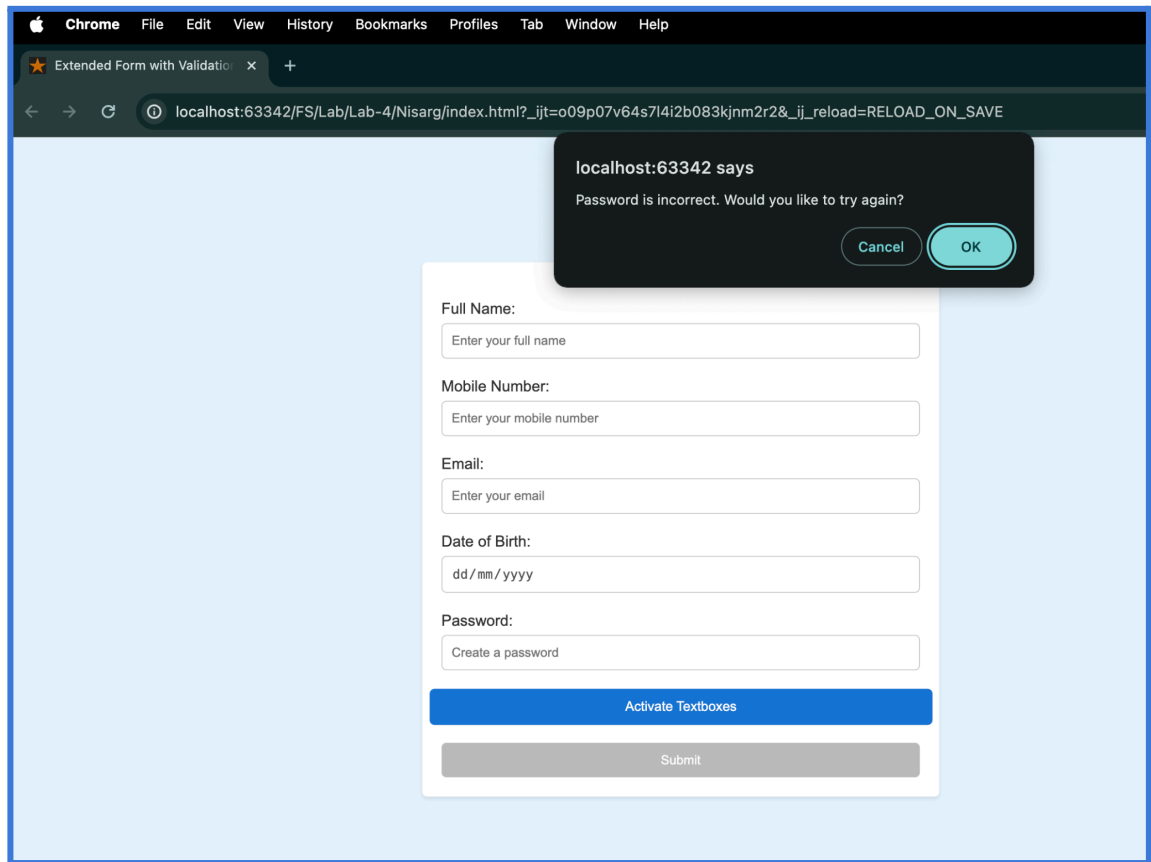 Chrome File Edit View History Bookmarks Profiles Tab Window Help
Extended Form with Validation
localhost:63342/FS/Lab/Lab-4/Nisarg/index.html?_ijt=o09p07v64s7l4i2b083kjnm2r2&_ij_reload=RELOAD_ON_SAVE
localhost:63342 says
Password is incorrect. Would you like to try again?
Cancel OK
Full Name:
Enter your full name
Mobile Number:
Enter your mobile number
Email:
Enter your email
Date of Birth:
dd/mm/yyyy
Password:
Create a password
Activate Textboxes
Submit